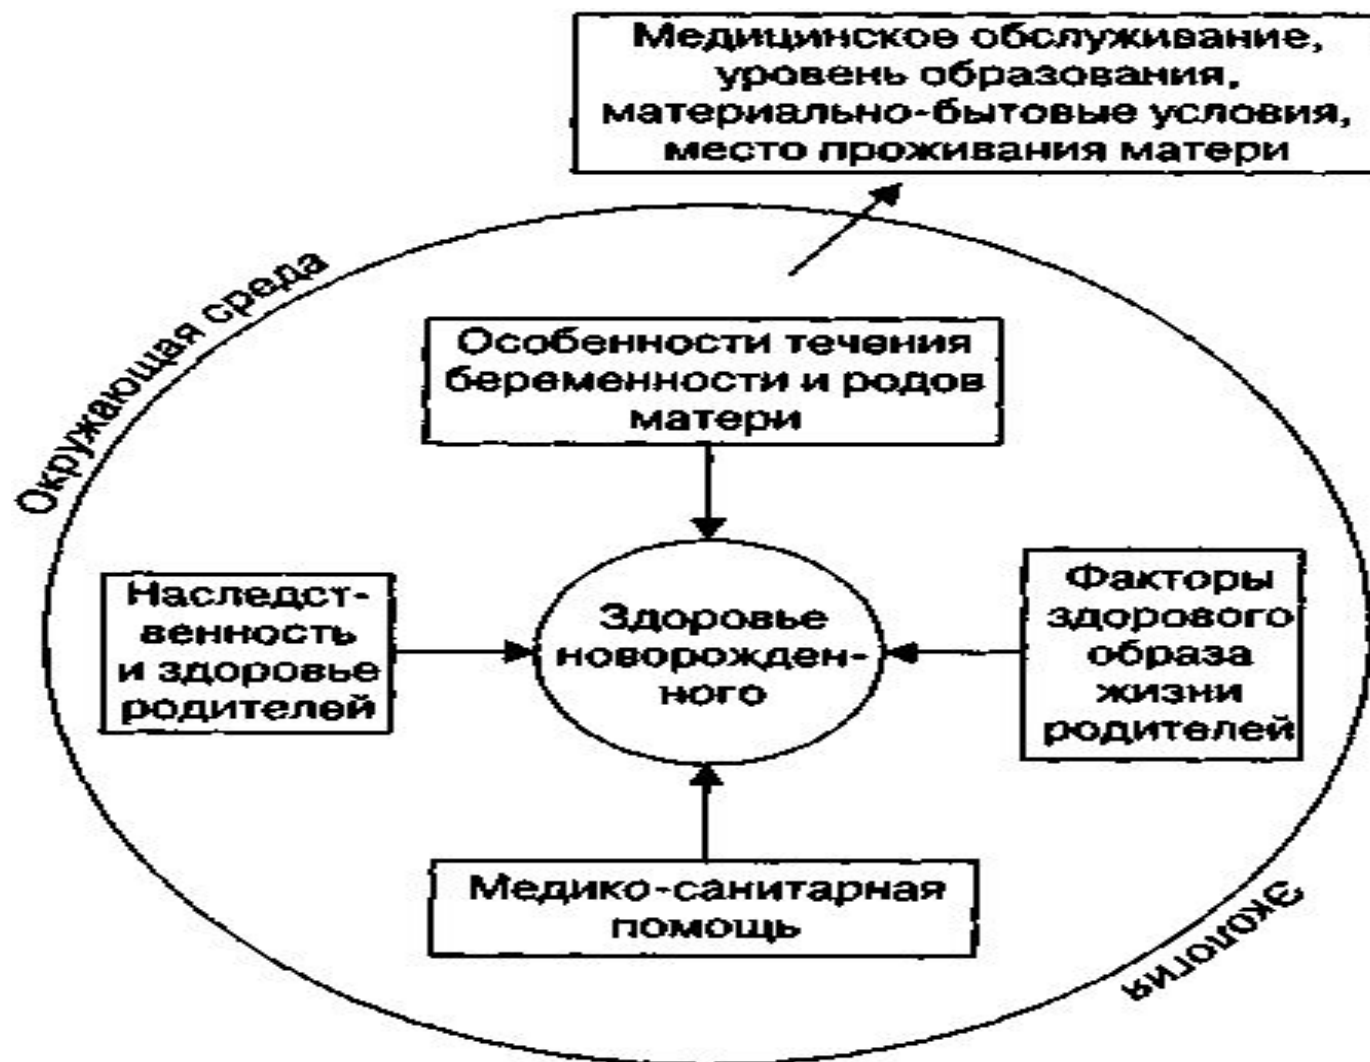 Медицинское обслуживание,
уровень образования,
материально-бытовые условия,
место проживания матери
Окружающая среда
Особенности течения
беременности и родов
матери
Наследст-
венность
и здоровье
родителей
Здоровье
новорожден-
ного
Факторы
здорового
образа
жизни
родителей
Медико-санитарная
помощь
Экология